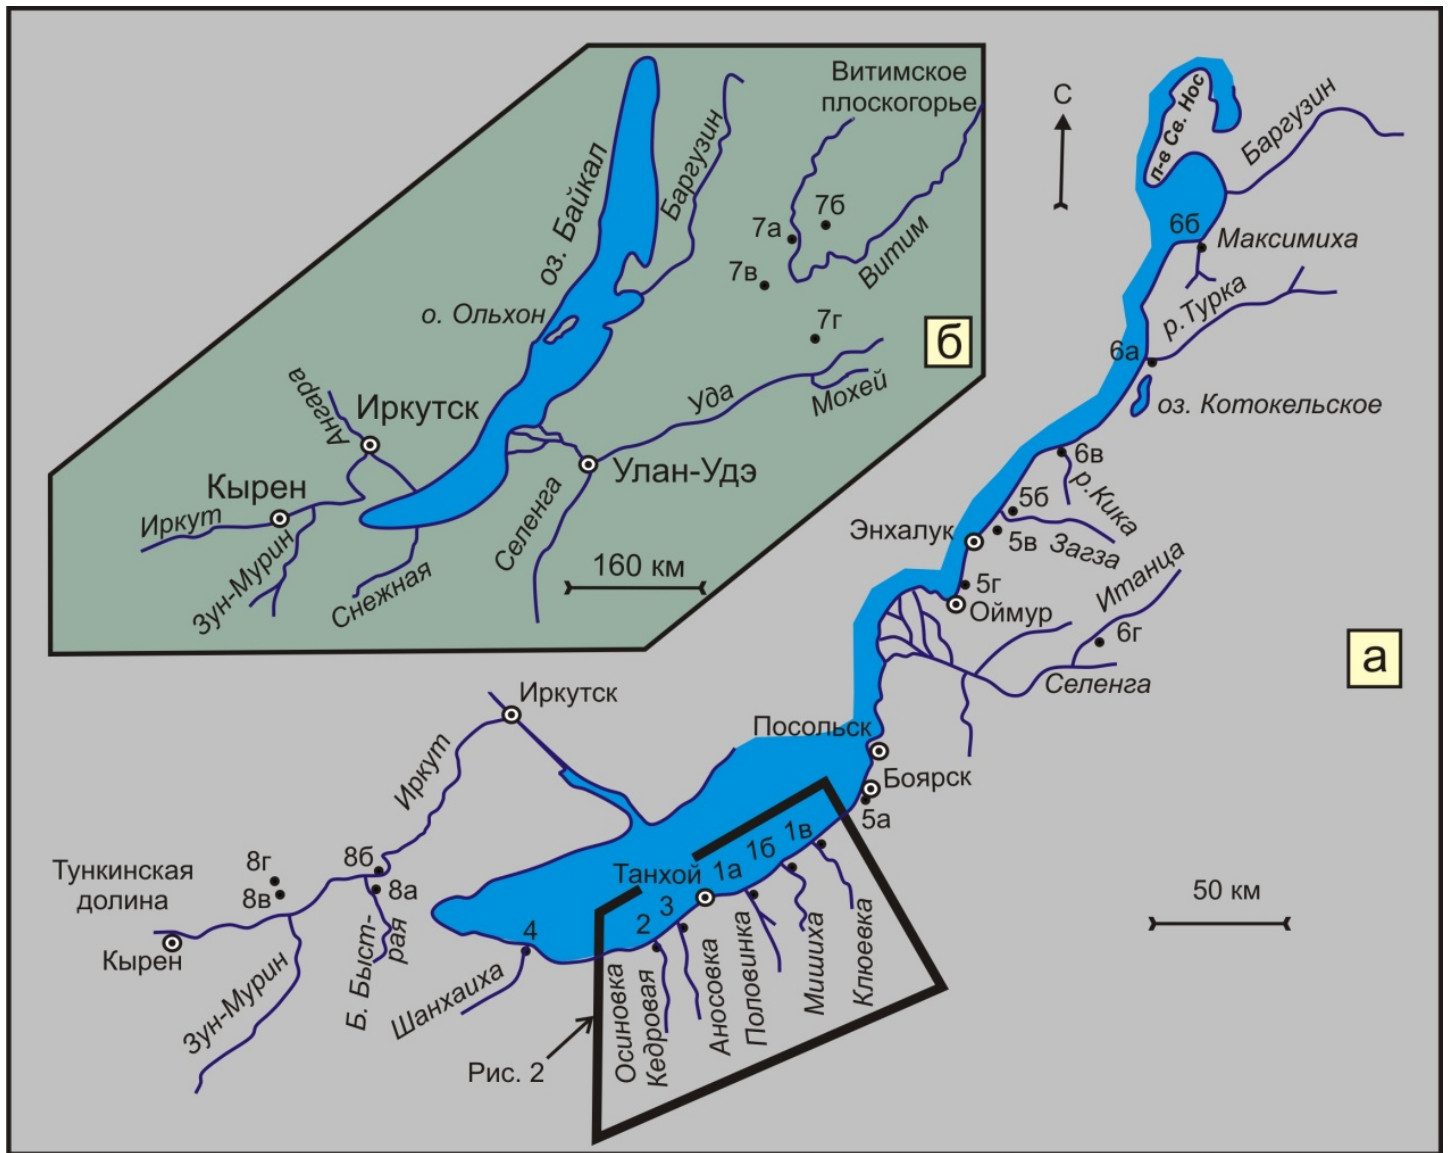 Витимское
плоскогорье
оз. Байкал
Баргузин
7а
7б
7в
Витим
7г
о. Ольхон
б
Ангара
Иркутск
Уда
Мохей
Кырен
Улан-Удэ
Иркут
Зун-Мурин
Снежная
Селенга
160 км
С
п-в Св. Нос
Баргузин
6б
Максимиха
р.Турка
6а
оз. Котокельское
6в
р.Кика
5б
Энхалук
5в
Загза
5г
Оймур
Итанца
6г
Селенга
а
Иркутск
Посольск
Иркут
Боярск
5а
Тункинская
долина
8г
8в
8б
8а
Танхой
1а
1б
1в
50 км
Кырен
Зун-Мурин
Б. Быст-
рая
4
Шанхаиха
2
3
Осиновка
Кедровая
Аносовка
Половинка
Мишиха
Клюевка
Рис. 2